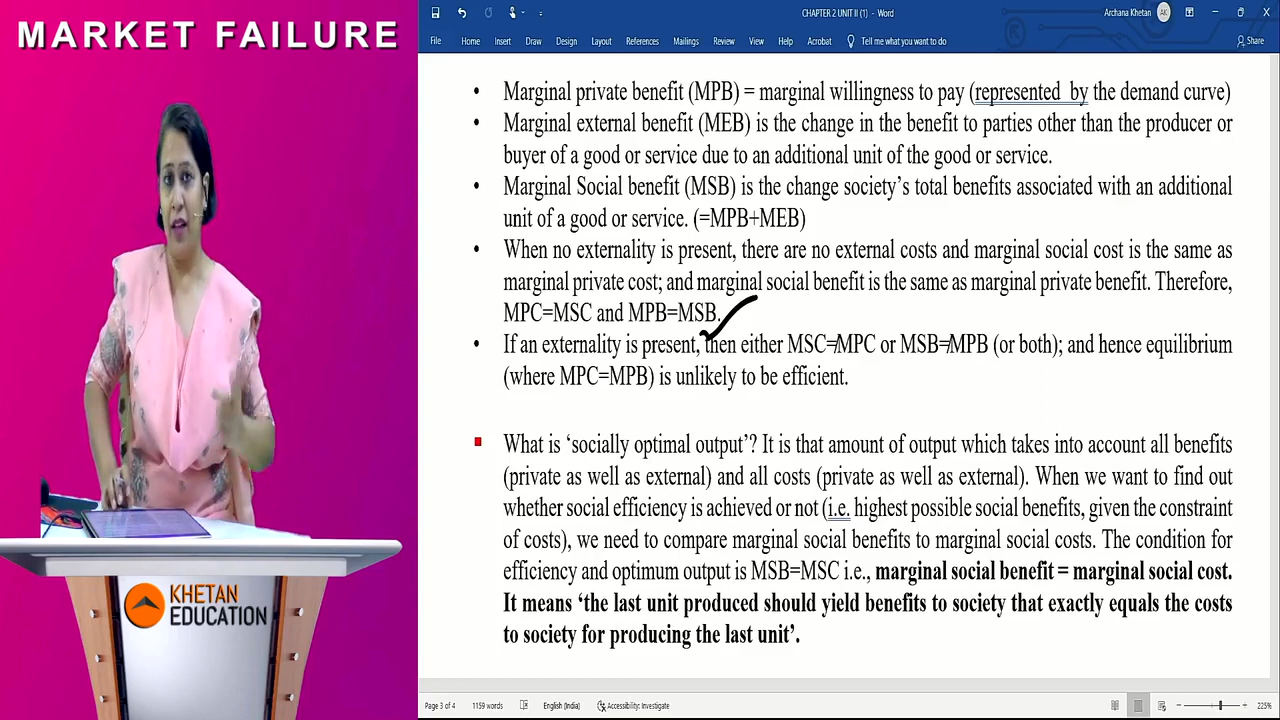 MARKET FAILURE
CHAPTER 2 UNIT II (1) - Word
Archana Khetan
AK
File Home Insert Draw Design Layout References Mailings Review View Help Acrobat Tell me what you want to do Share
• Marginal private benefit (MPB) = marginal willingness to pay (represented by the demand curve)
• Marginal external benefit (MEB) is the change in the benefit to parties other than the producer or
buyer of a good or service due to an additional unit of the good or service.
• Marginal Social benefit (MSB) is the change society's total benefits associated with an additional
unit of a good or service. (=MPB+MEB)
• When no externality is present, there are no external costs and marginal social cost is the same as
marginal private cost; and marginal social benefit is the same as marginal private benefit. Therefore,
MPC=MSC and MPB=MSB.
• If an externality is present, then either MSC≠MPC or MSB≠MPB (or both); and hence equilibrium
(where MPC=MPB) is unlikely to be efficient.
What is ‘socially optimal output’? It is that amount of output which takes into account all benefits
(private as well as external) and all costs (private as well as external). When we want to find out
whether social efficiency is achieved or not (i.e. highest possible social benefits, given the constraint
of costs), we need to compare marginal social benefits to marginal social costs. The condition for
efficiency and optimum output is MSB=MSC i.e., marginal social benefit = marginal social cost.
It means ‘the last unit produced should yield benefits to society that exactly equals the costs
to society for producing the last unit’.
KHETAN
EDUCATION
Page 3 of 4 1159 words English (India) Accessibility: Investigate 225%